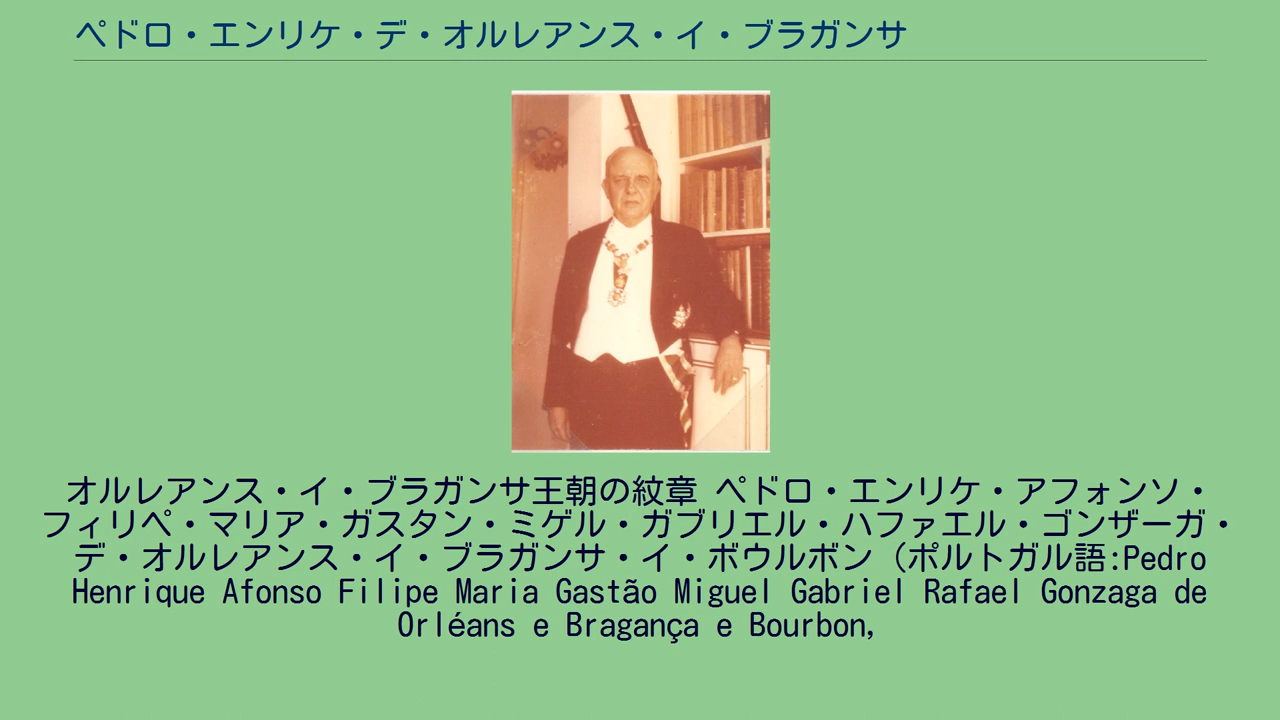 ペドロ・エンリケ・デ・オルレアンス・イ・ブラガンサ
オルレアンス・イ・ブラガンサ王朝の紋章 ペドロ・エンリケ・アフォンソ・
フィリペ・マリア・ガスタン・ミゲル・ガブリエル・ハファエル・ゴンザーガ・
デ・オルレアンス・イ・ブラガンサ・イ・ボウルボン（ポルトガル語:Pedro
Henrique Afonso Filipe Maria Gastão Miguel Gabriel Rafael Gonzaga de
Orléans e Bragança e Bourbon,